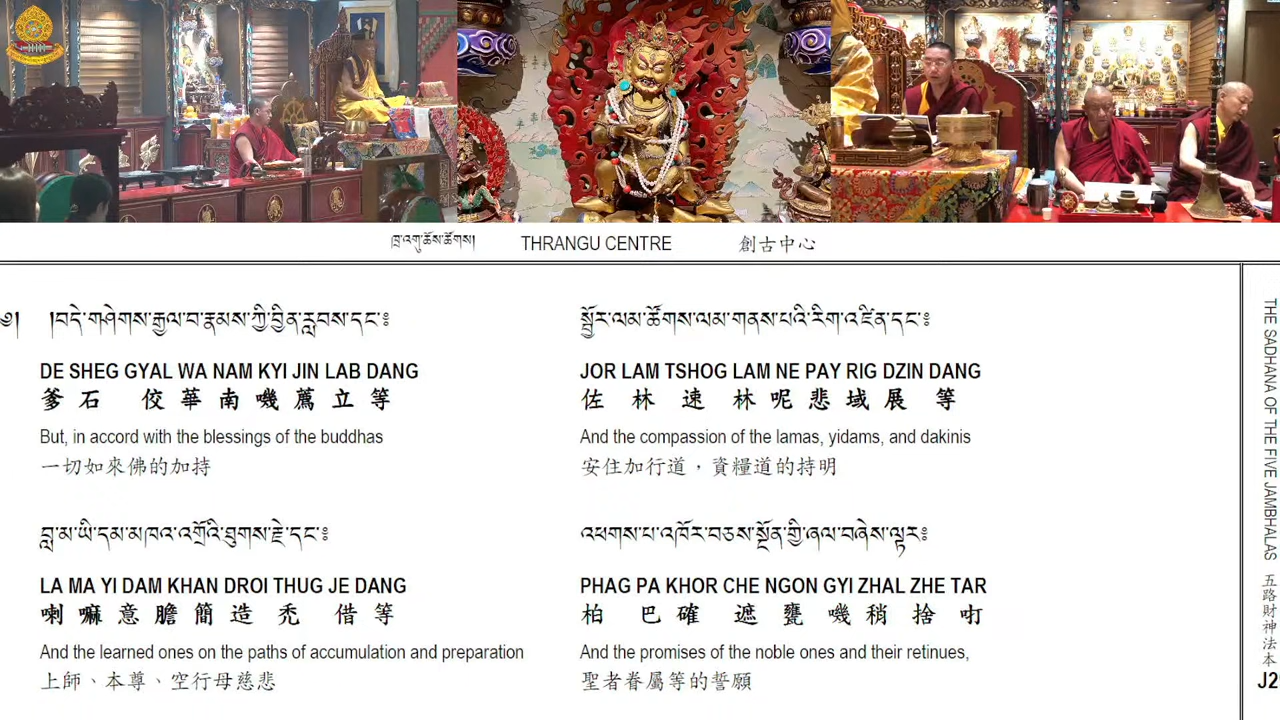 ཁྲ་འགུ་ཆོས་ཚོགས། THRANGU CENTRE 創古中心
༄། །བདེ་གཤེགས་རྒྱལ་བ་རྣམས་ཀྱི་བྱིན་རླབས་དང་ཿ
DE SHEG GYAL WA NAM KYI JIN LAB DANG
爹 石 佼 華 南 嘰 薦 立 等
But, in accord with the blessings of the buddhas
一切如來佛的加持
སྦྱོར་ལམ་ཚོགས་ལམ་གནས་པའི་རིག་འཛིན་དང་ཿ
JOR LAM TSHOG LAM NE PAY RIG DZIN DANG
佐 林 速 林 呢 悲 域 展 等
And the compassion of the lamas, yidams, and dakinis
安住加行道，資糧道的持明
བླ་མ་ཡི་དམ་མཁའ་འགྲོའི་ཐུགས་རྗེ་དང་ཿ
LA MA YI DAM KHAN DROI THUG JE DANG
喇 嘛 意 膽 簡 造 禿 借 等
And the learned ones on the paths of accumulation and preparation
上師、本尊、空行母慈悲
འཕགས་པ་འཁོར་བཅས་སྔོན་གྱི་ཞལ་བཞེས་ལྟརཿ
PHAG PA KHOR CHE NGON GYI ZHAL ZHE TAR
柏 巴 確 遮 甕 嘰 稍 捨 叮
And the promises of the noble ones and their retinues,
聖者眷屬等的誓願
THE SADHANA OF THE FIVE JAMBHALAS 五路財神法本